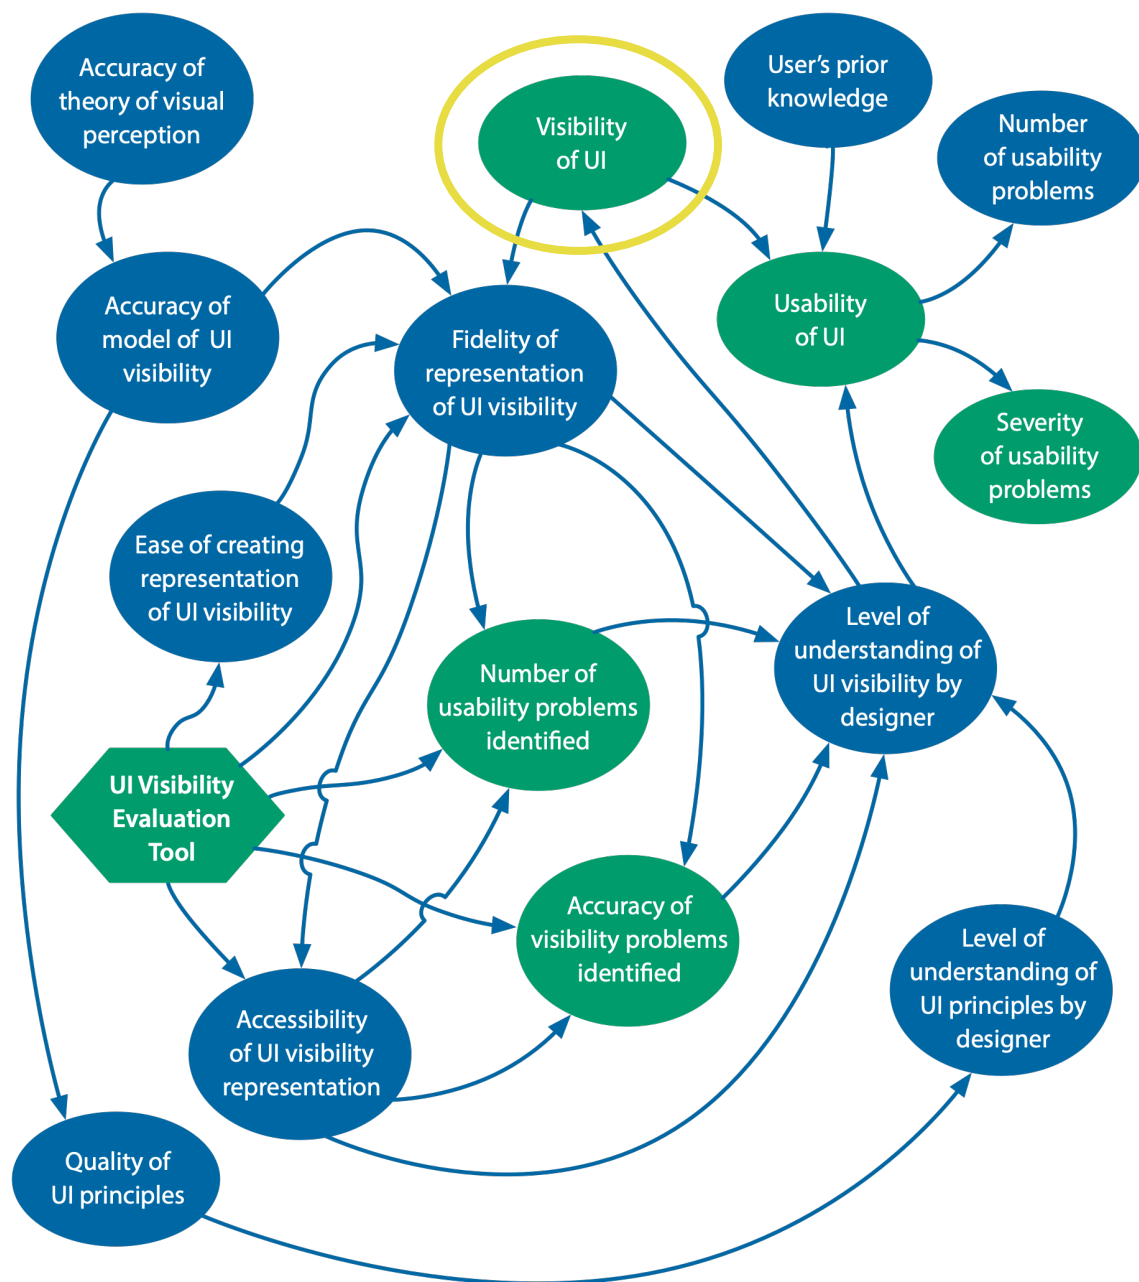 Accuracy of
theory of visual
perception
Visibility
of UI
User’s prior
knowledge
Number
of usability
problems
Accuracy of
model of UI
visibility
Fidelity of
representation
of UI visibility
Usability
of UI
Severity
of usability
problems
Ease of creating
representation
of UI visibility
Number of
usability problems
identified
Level of
understanding of
UI visibility by
designer
UI Visibility
Evaluation
Tool
Accuracy of
visibility problems
identified
Level of
understanding of
UI principles by
designer
Accessibility
of UI visibility
representation
Quality of
UI principles